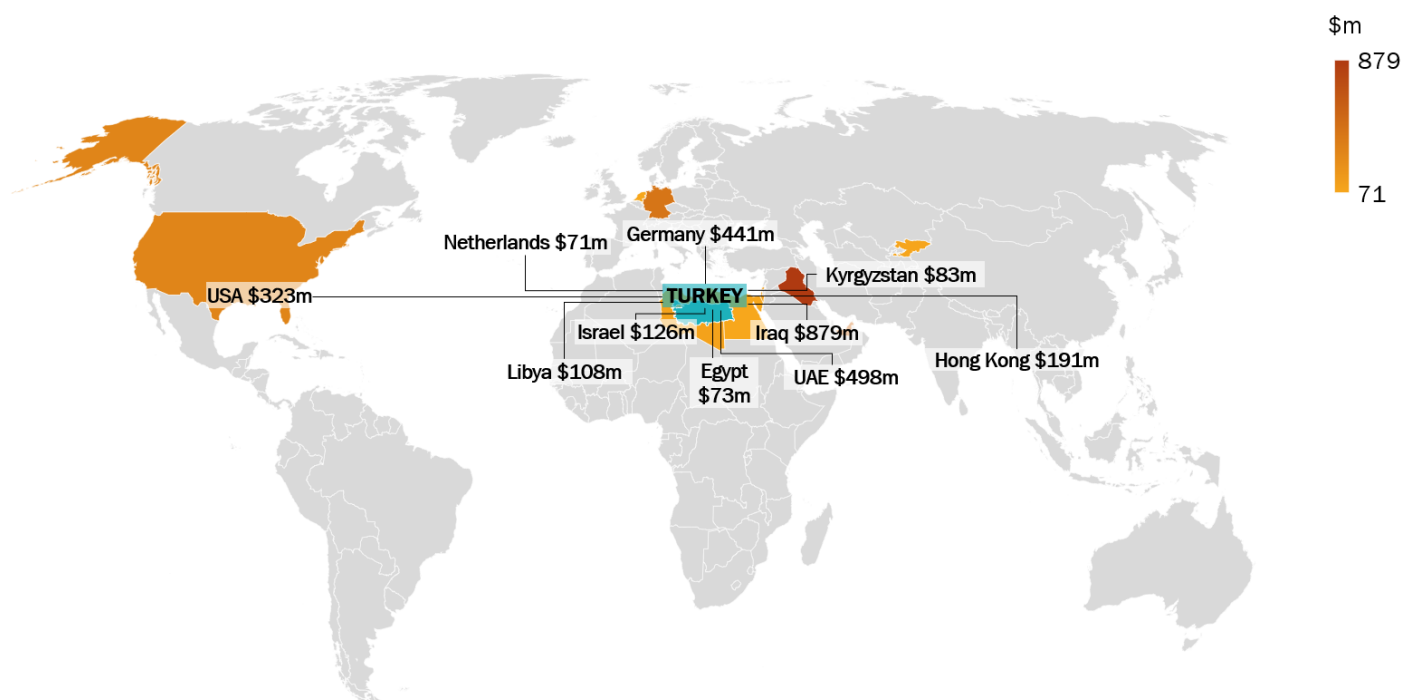 $m
879
71
Netherlands $71m
Germany $441m
Kyrgyzstan $83m
USA $323m
TURKEY
Israel $126m
Iraq $879m
Hong Kong $191m
Libya $108m
Egypt
$73m
UAE $498m